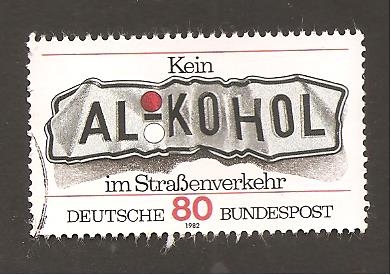 Kein
AL:KOHOL
im Straßenverkehr
DEUTSCHE 80 BUNDESPOST
1982